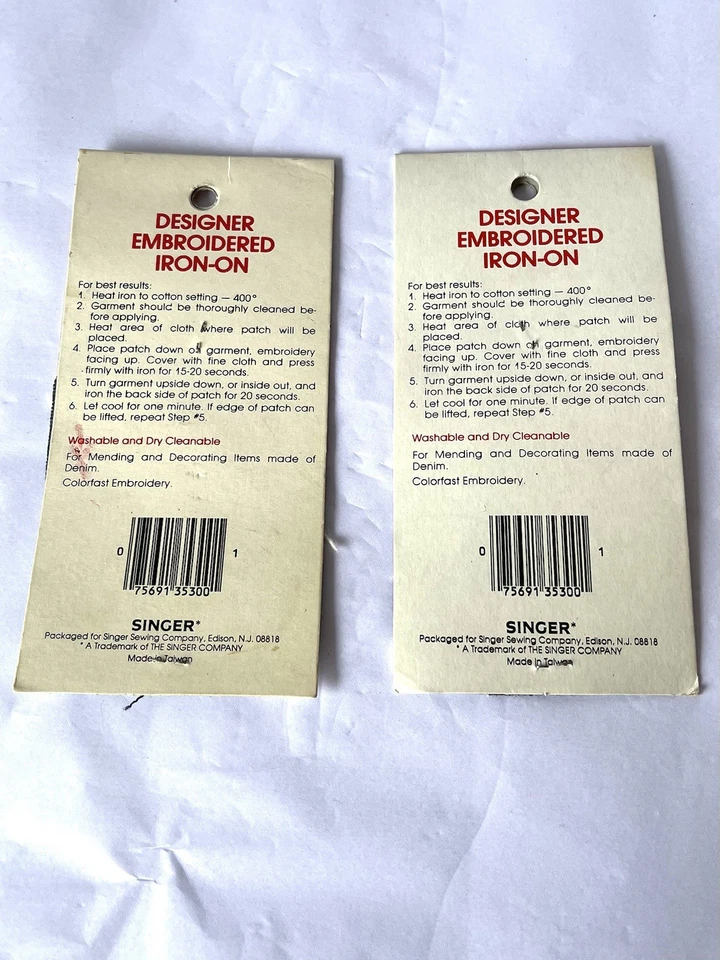 DESIGNER
EMBROIDERED
IRON-ON
For best results:
1. Heat iron to cotton setting — 400°
2. Garment should be thoroughly cleaned be-
fore applying.
3. Heat area of cloth where patch will be
placed.
4. Place patch down on garment, embroidery
facing up. Cover with fine cloth and press
firmly with iron for 15-20 seconds.
5. Turn garment upside down, or inside out, and
iron the back side of patch for 20 seconds.
6. Let cool for one minute. If edge of patch can
be lifted, repeat Step #5.
Washable and Dry Cleanable
For Mending and Decorating Items made of
Denim.
Colorfast Embroidery.
0 75691 35300 1
SINGER*
Packaged for Singer Sewing Company, Edison, N.J. 08818
* A Trademark of THE SINGER COMPANY
Made in Taiwan
DESIGNER
EMBROIDERED
IRON-ON
For best results:
1. Heat iron to cotton setting — 400°
2. Garment should be thoroughly cleaned be-
fore applying.
3. Heat area of cloth where patch will be
placed.
4. Place patch down on garment, embroidery
facing up. Cover with fine cloth and press
firmly with iron for 15-20 seconds.
5. Turn garment upside down, or inside out, and
iron the back side of patch for 20 seconds.
6. Let cool for one minute. If edge of patch can
be lifted, repeat Step #5.
Washable and Dry Cleanable
For Mending and Decorating Items made of
Denim.
Colorfast Embroidery.
0 75691 35300 1
SINGER*
Packaged for Singer Sewing Company, Edison, N.J. 08818
* A Trademark of THE SINGER COMPANY
Made in Taiwan